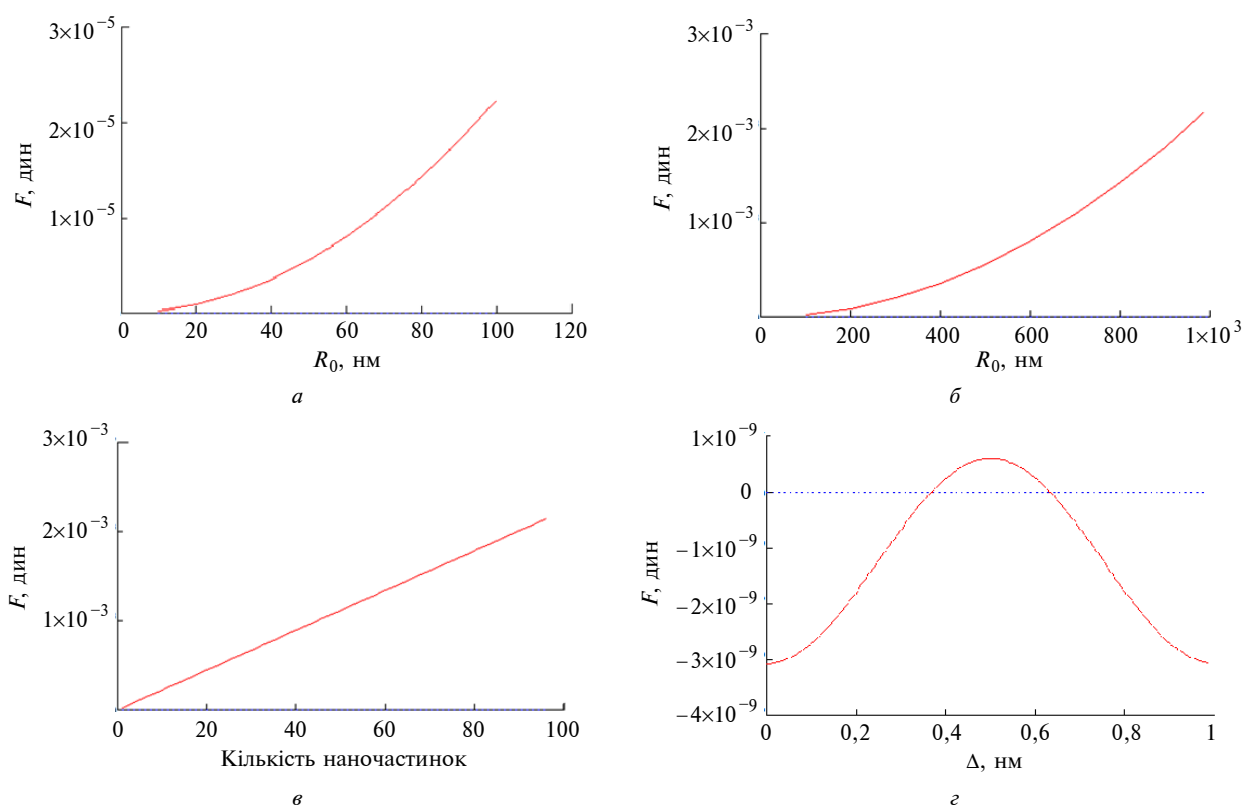 3×10⁻⁵
2×10⁻⁵
1×10⁻⁵
F, дин
0 20 40 60 80 100 120
R₀, нм
а
3×10⁻³
2×10⁻³
1×10⁻³
F, дин
0 200 400 600 800 1×10³
R₀, нм
б
3×10⁻³
2×10⁻³
1×10⁻³
F, дин
0 20 40 60 80 100
Кількість наночастинок
в
1×10⁻⁹
0
−1×10⁻⁹
−2×10⁻⁹
−3×10⁻⁹
−4×10⁻⁹
F, дин
0 0,2 0,4 0,6 0,8 1
Δ, нм
г